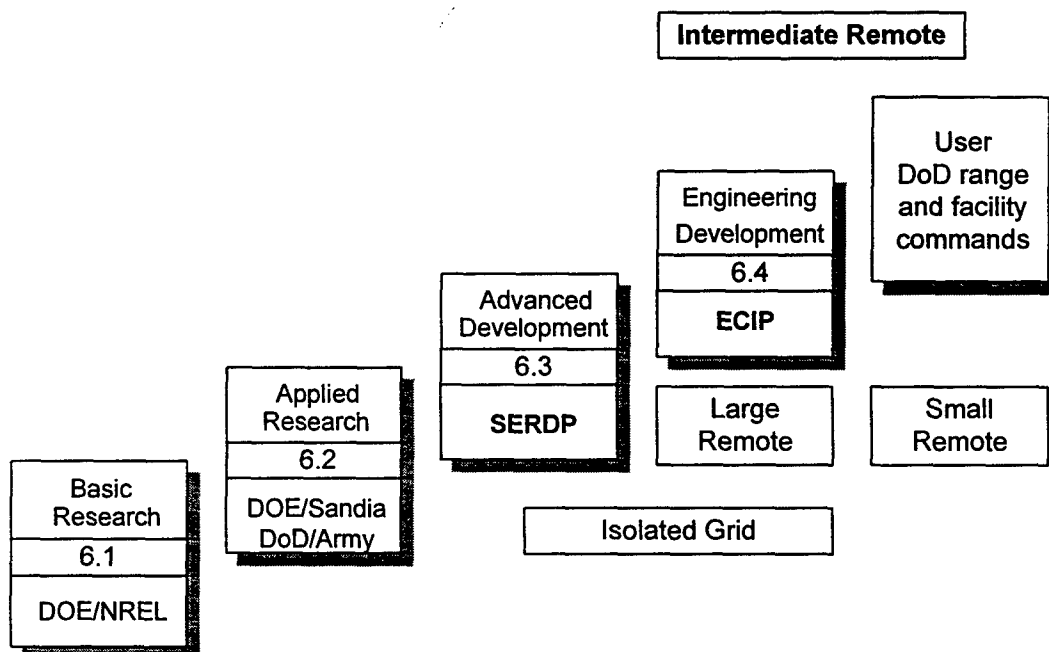 Intermediate Remote
User
DoD range
and facility
commands
Engineering
Development
6.4
ECIP
Advanced
Development
6.3
SERDP
Large
Remote
Small
Remote
Applied
Research
6.2
DOE/Sandia
DoD/Army
Isolated Grid
Basic
Research
6.1
DOE/NREL